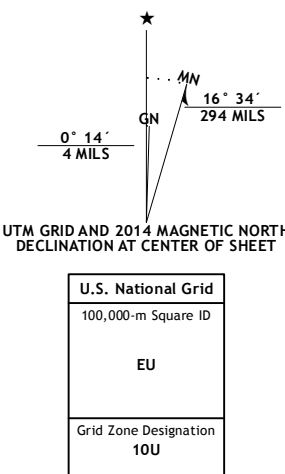 ★
MN
GN
16° 34´
294 MILS
0° 14´
4 MILS
UTM GRID AND 2014 MAGNETIC NORTH
DECLINATION AT CENTER OF SHEET
U.S. National Grid
100,000-m Square ID
EU
Grid Zone Designation
10U